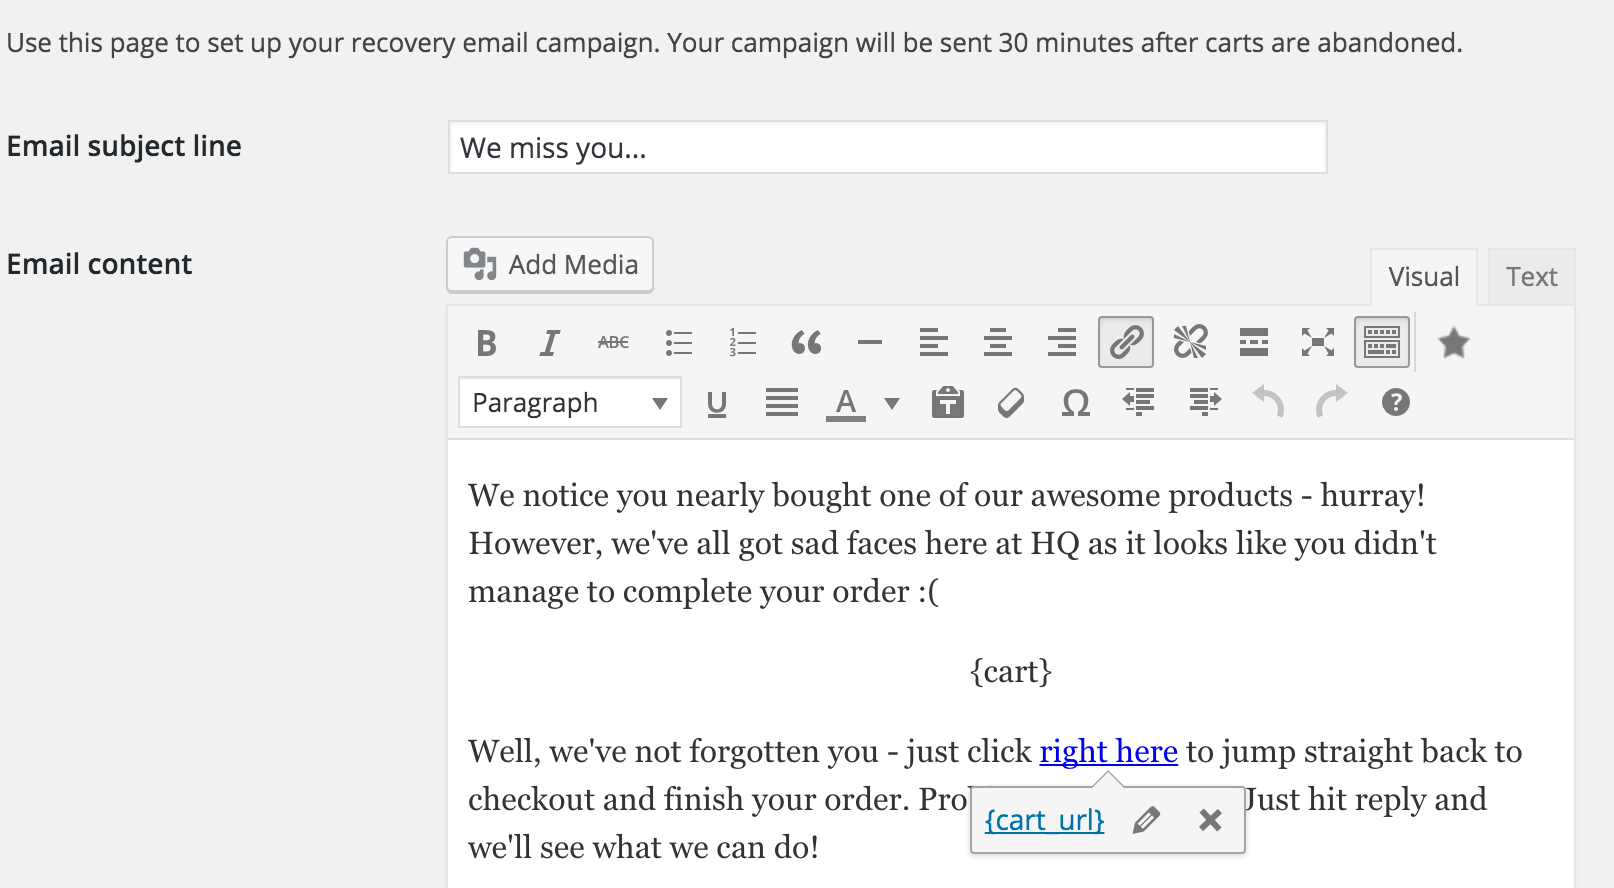 Use this page to set up your recovery email campaign. Your campaign will be sent 30 minutes after carts are abandoned.
Email subject line
We miss you...
Email content
Add Media
Visual
Text
B I ABC
Paragraph
U A Ω ?
We notice you nearly bought one of our awesome products - hurray!
However, we've all got sad faces here at HQ as it looks like you didn't
manage to complete your order :(
{cart}
Well, we've not forgotten you - just click right here to jump straight back to
checkout and finish your order. Just hit reply and
{cart_url}
we'll see what we can do!